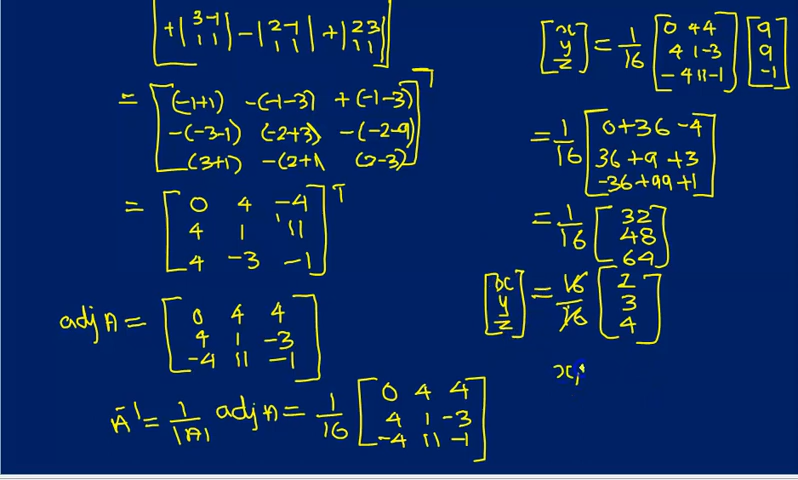 +|3 -1 1 1| - |2 -1 1 1| + |2 3 1 1|
= [(-1+1) -(-1-3) +(-1-3)
-(-3-1) (-2+3) -(-2-9)
(3+1) -(2+1 (2-3)]ᵀ
= [0 4 -4
4 1 11
4 -3 -1]ᵀ
adj A = [0 4 4
4 1 -3
-4 11 -1]
A⁻¹ = 1/|A| adj A = 1/16 [0 4 4
4 1 -3
-4 11 -1]
[x y z] = 1/16 [0 4 4
4 1 -3
-4 11 -1] [9 9 -1]
= 1/16 [0+36-4
36+9+3
-36+99+1]
= 1/16 [32
48
64]
[x y z] = 16/16 [2
3
4]
x,